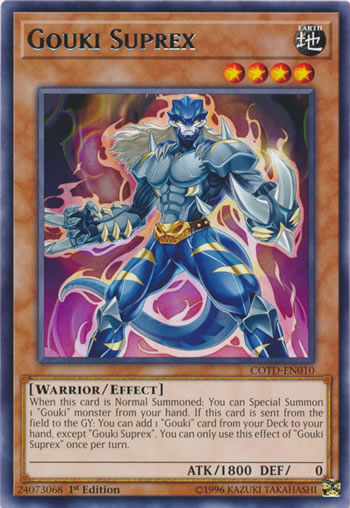 GOUKI SUPREX
EARTH
地
COTD-EN010
[WARRIOR/EFFECT]
When this card is Normal Summoned: You can Special Summon
1 "Gouki" monster from your hand. If this card is sent from
the field to the GY: You can add 1 "Gouki" card from your Deck to your
hand, except "Gouki Suprex". You can only use this effect of "Gouki
Suprex" once per turn.
ATK/1800 DEF/ 0
24073068 1st Edition ©1996 KAZUKI TAKAHASHI